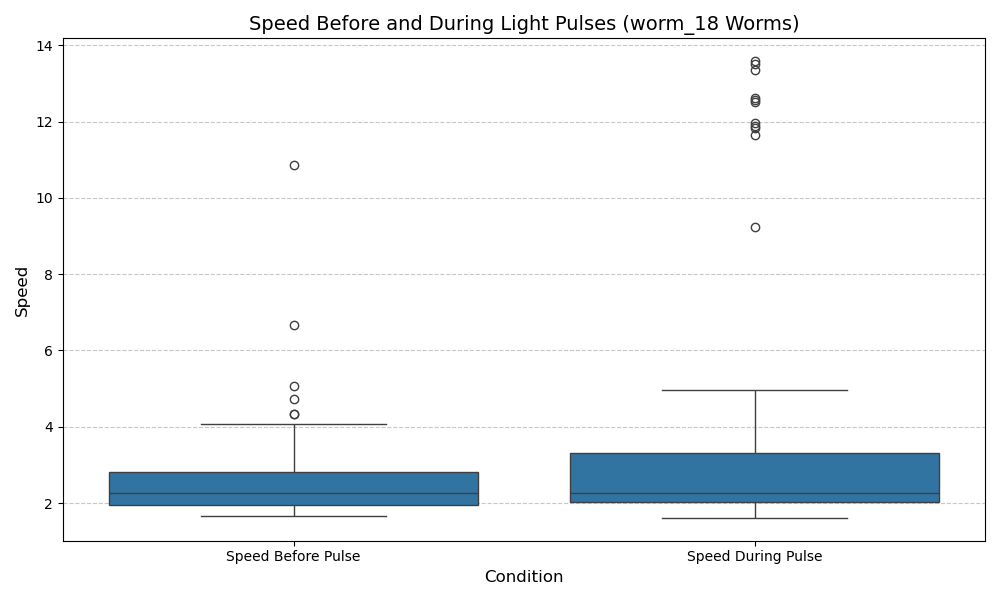 Speed Before and During Light Pulses (worm_18 Worms)
14
12
10
8
6
4
2
Speed
Speed Before Pulse
Speed During Pulse
Condition